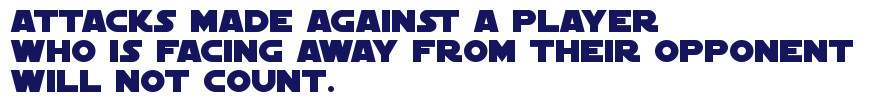 ATTACKS MADE AGAINST A PLAYER
WHO IS FACING AWAY FROM THEIR OPPONENT
WILL NOT COUNT.